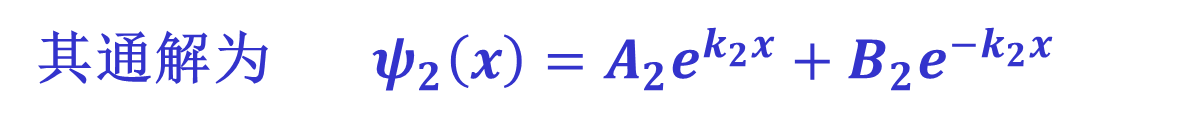 其通解为 ψ₂(x) = A₂e^{k₂x} + B₂e^{−k₂x}